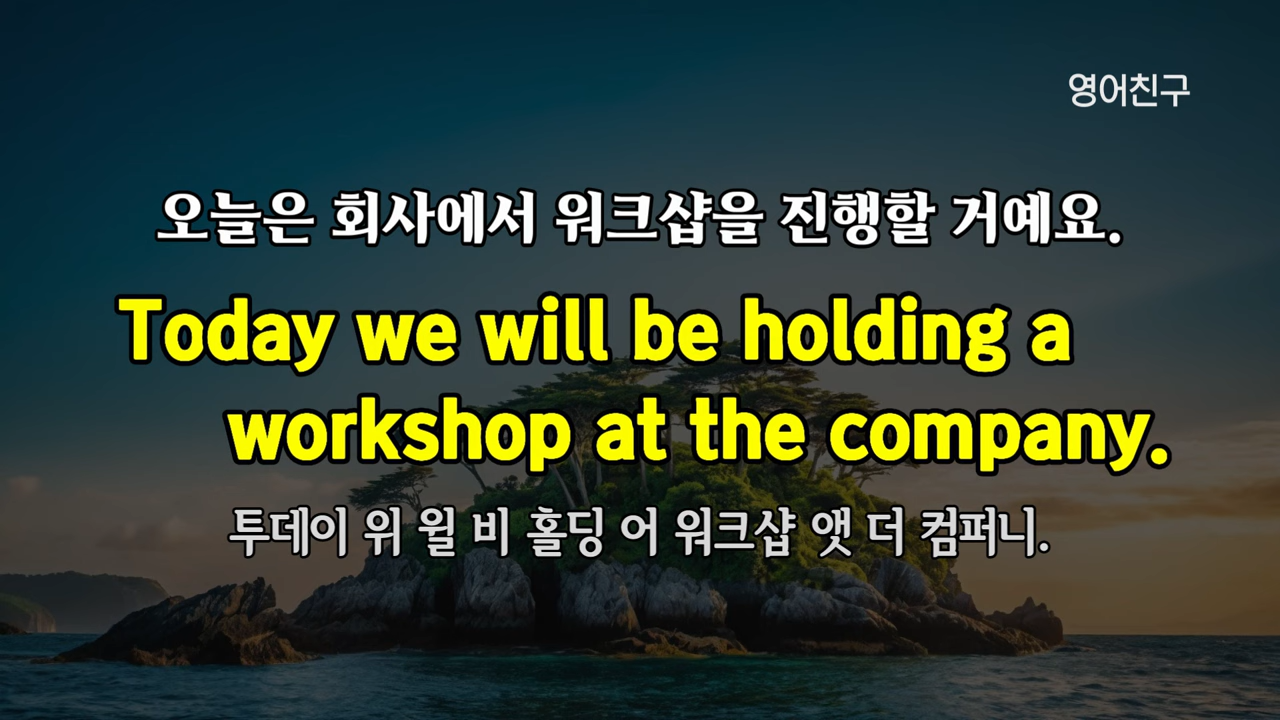 영어친구
오늘은 회사에서 워크샵을 진행할 거예요.
Today we will be holding a
workshop at the company.
투데이 위 윌 비 홀딩 어 워크샵 앳 더 컴퍼니.